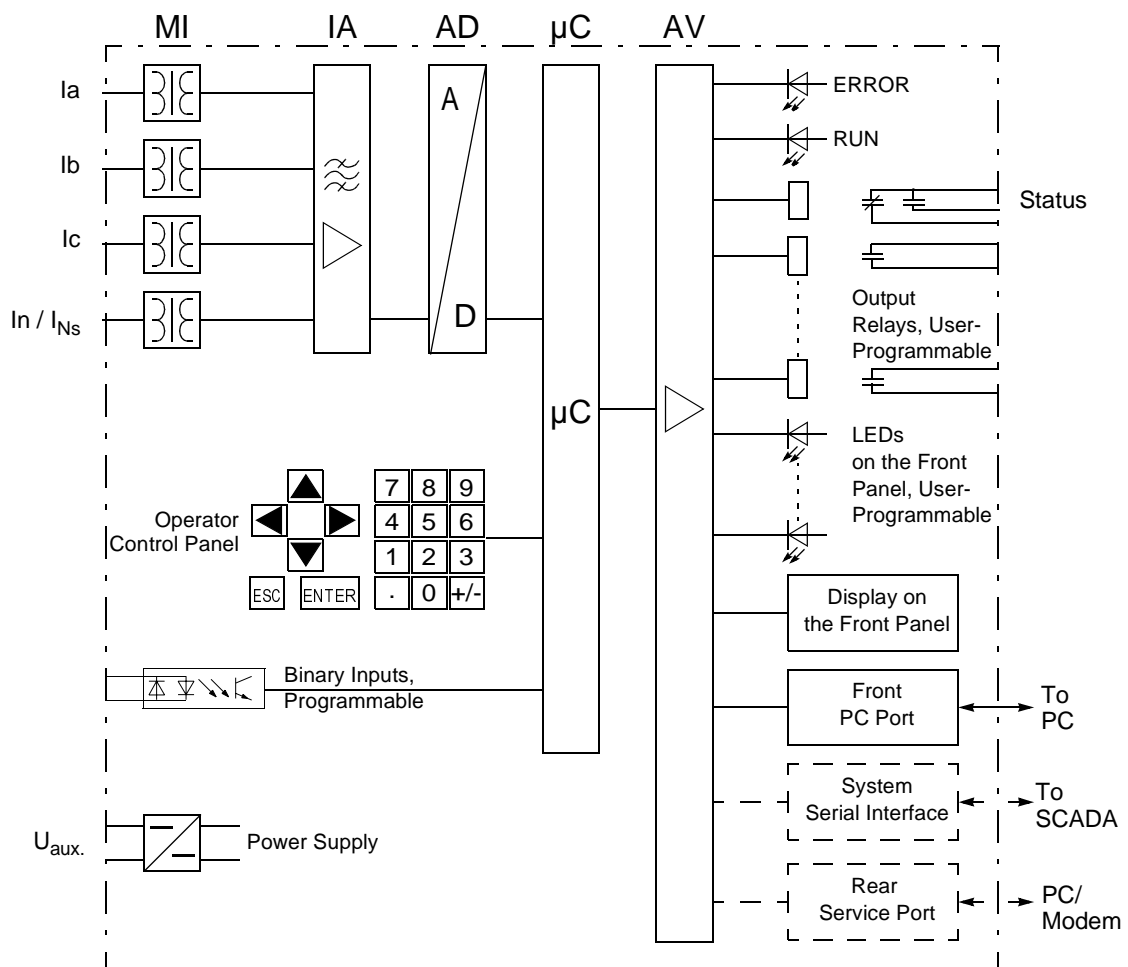 MI IA AD µC AV
Ia
A
ERROR
Ib
RUN
Status
Ic
In / INs
D
Output
Relays, User-
Programmable
µC
LEDs
on the Front
Panel, User-
Programmable
7 8 9
Operator
Control Panel
4 5 6
1 2 3
ESC ENTER
. 0 +/-
Display on
the Front Panel
Binary Inputs,
Programmable
Front
PC Port
To
PC
System
Serial Interface
To
SCADA
Uaux.
Power Supply
Rear
Service Port
PC/
Modem